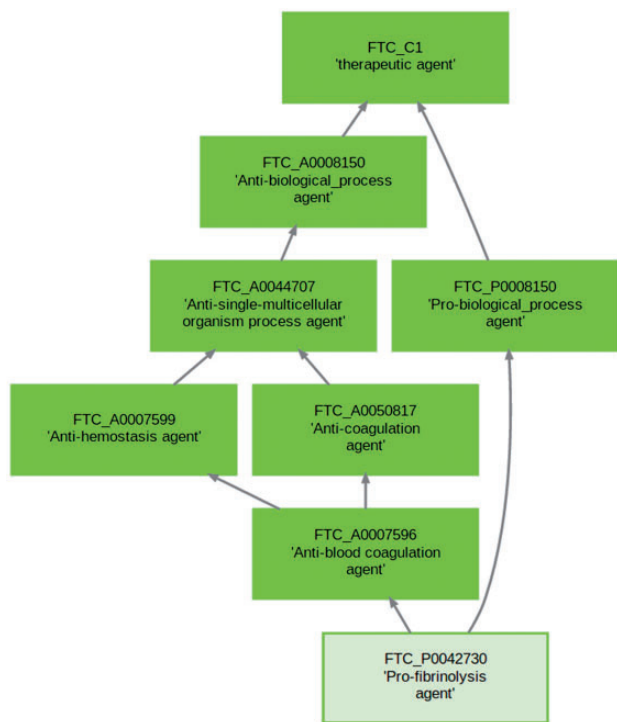 FTC_C1
'therapeutic agent'
FTC_A0008150
'Anti-biological_process
agent'
FTC_A0044707
'Anti-single-multicellular
organism process agent'
FTC_P0008150
'Pro-biological_process
agent'
FTC_A0007599
'Anti-hemostasis agent'
FTC_A0050817
'Anti-coagulation
agent'
FTC_A0007596
'Anti-blood coagulation
agent'
FTC_P0042730
'Pro-fibrinolysis
agent'